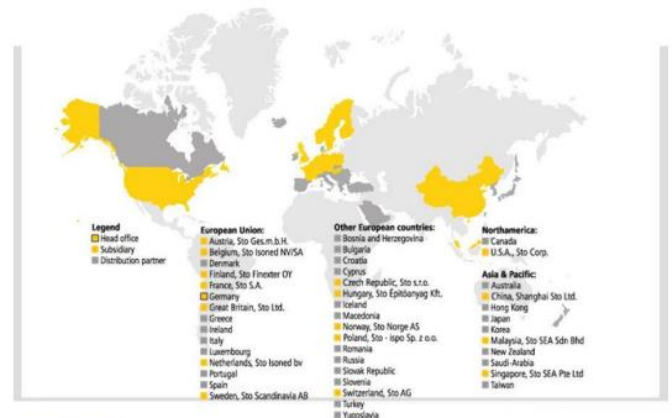 Legend
Head office
Subsidiary
Distribution partner
European Union:
Austria, Sto Ges.m.b.H.
Belgium, Sto Isoned NV/SA
Denmark
Finland, Sto Finexter OY
France, Sto S.A.
Germany
Great Britain, Sto Ltd.
Greece
Ireland
Italy
Luxembourg
Netherlands, Sto Isoned bv
Portugal
Spain
Sweden, Sto Scandinavia AB
Other European countries:
Bosnia and Herzegovina
Bulgaria
Croatia
Cyprus
Czech Republic, Sto s.r.o.
Hungary, Sto Építőanyag Kft.
Iceland
Macedonia
Norway, Sto Norge AS
Poland, Sto - ispo Sp. z o.o.
Romania
Russia
Slovak Republic
Slovenia
Switzerland, Sto AG
Turkey
Yugoslavia
Northamerica:
Canada
U.S.A., Sto Corp.
Asia & Pacific:
Australia
China, Shanghai Sto Ltd.
Hong Kong
Japan
Korea
Malaysia, Sto SEA Sdn Bhd
New Zealand
Saudi-Arabia
Singapore, Sto SEA Pte Ltd
Taiwan